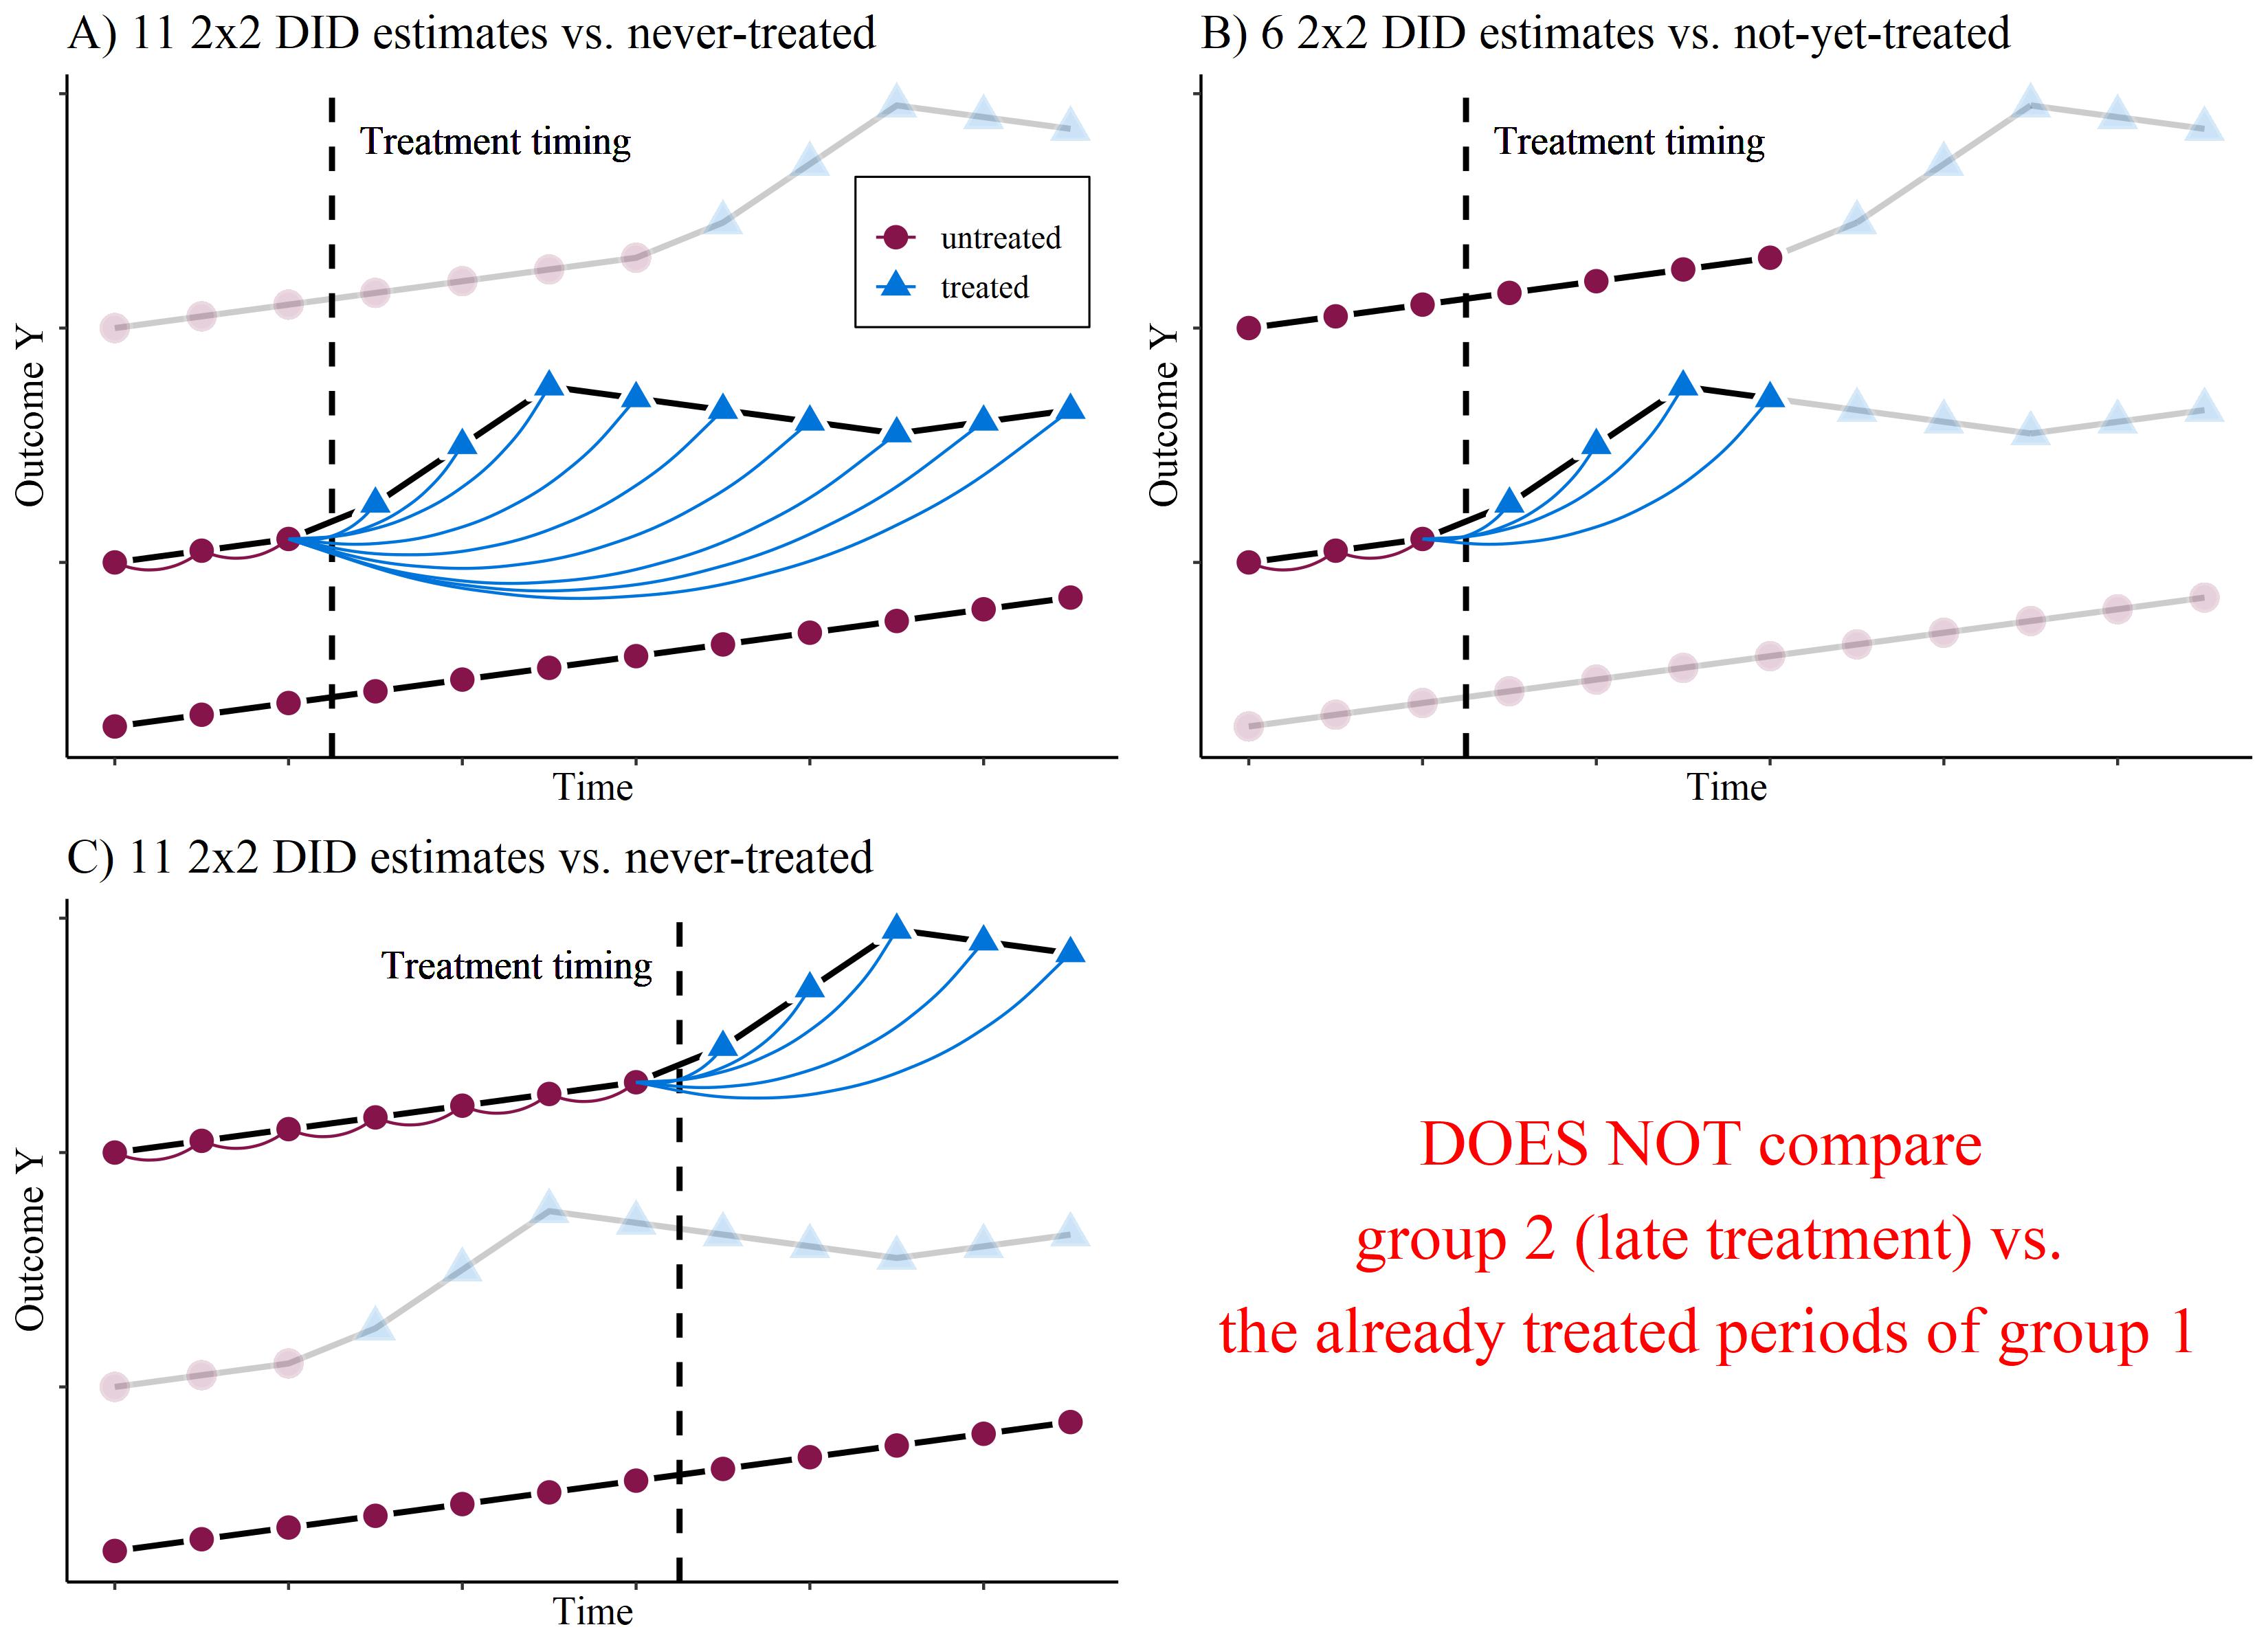 A) 11 2x2 DID estimates vs. never-treated
Treatment timing
untreated
treated
Outcome Y
Time
B) 6 2x2 DID estimates vs. not-yet-treated
Treatment timing
Outcome Y
Time
C) 11 2x2 DID estimates vs. never-treated
Treatment timing
Outcome Y
Time
DOES NOT compare
group 2 (late treatment) vs.
the already treated periods of group 1